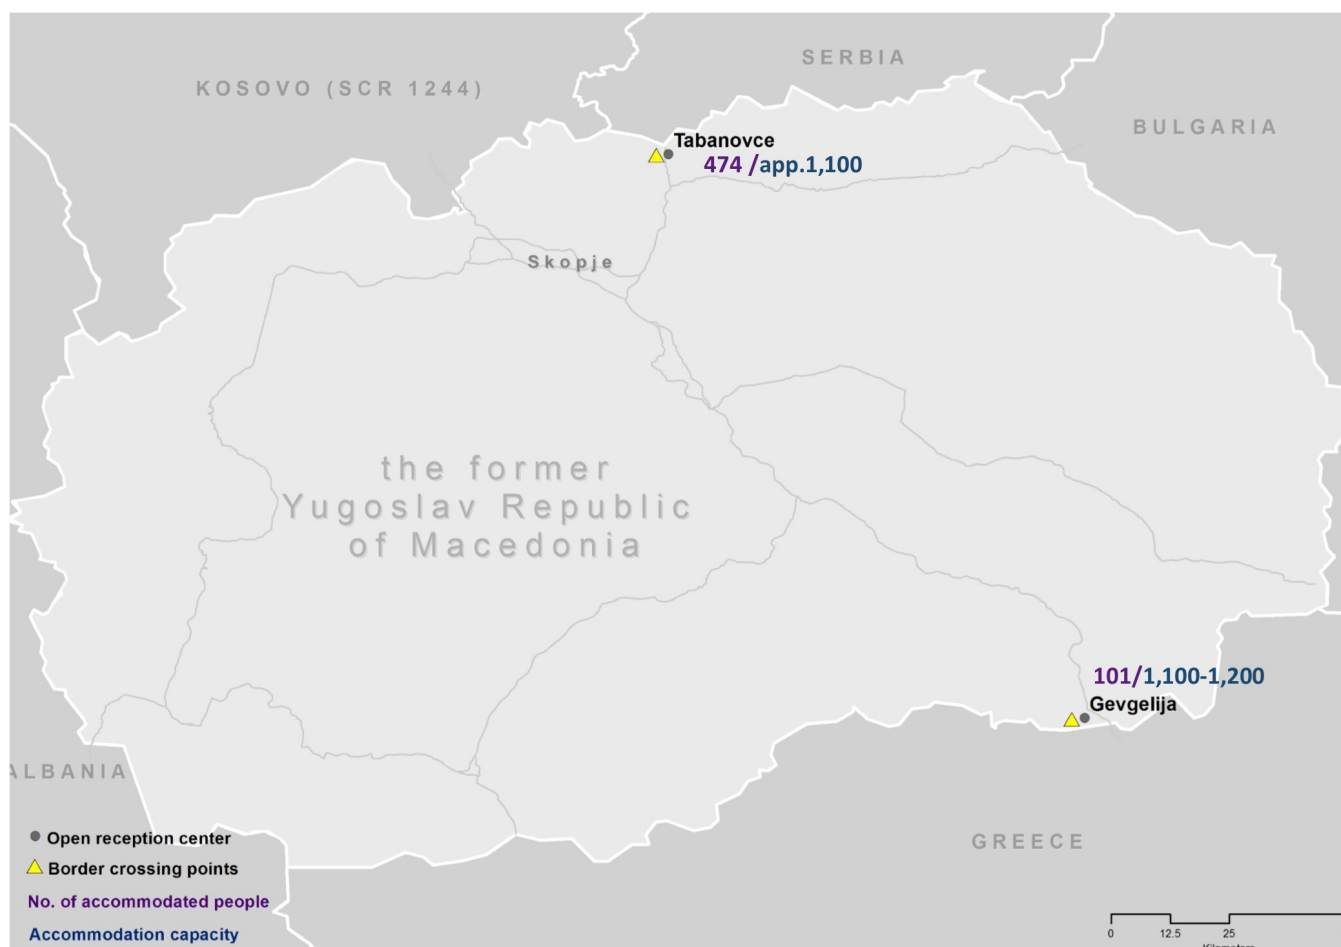 SERBIA
KOSOVO (SCR 1244)
BULGARIA
Tabanovce
474 /app.1,100
Skopje
the former
Yugoslav Republic
of Macedonia
101/1,100-1,200
Gevgelija
ALBANIA
GREECE
Open reception center
Border crossing points
No. of accommodated people
Accommodation capacity
0 12.5 25
Kilometers